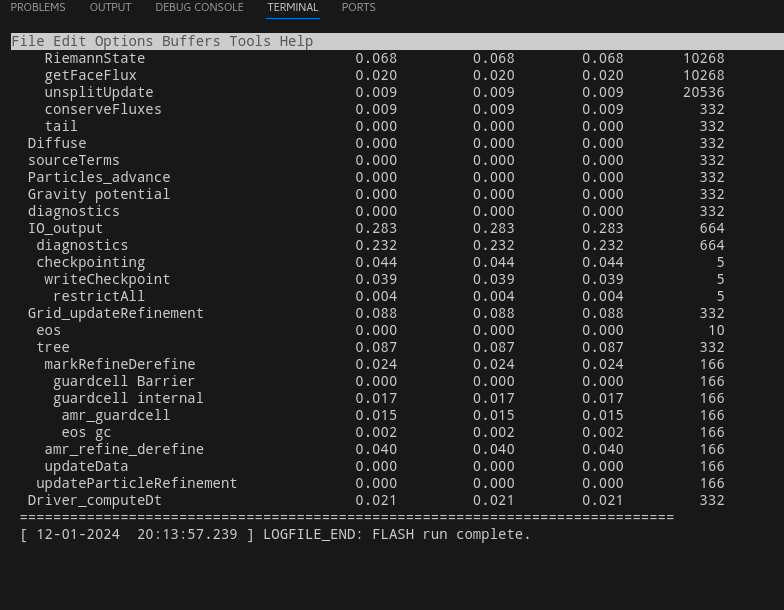 PROBLEMS OUTPUT DEBUG CONSOLE TERMINAL PORTS
File Edit Options Buffers Tools Help
RiemannState 0.068 0.068 0.068 10268
getFaceFlux 0.020 0.020 0.020 10268
unsplitUpdate 0.009 0.009 0.009 20536
conserveFluxes 0.009 0.009 0.009 332
tail 0.000 0.000 0.000 332
Diffuse 0.000 0.000 0.000 332
sourceTerms 0.000 0.000 0.000 332
Particles_advance 0.000 0.000 0.000 332
Gravity potential 0.000 0.000 0.000 332
diagnostics 0.000 0.000 0.000 332
IO_output 0.283 0.283 0.283 664
diagnostics 0.232 0.232 0.232 664
checkpointing 0.044 0.044 0.044 5
writeCheckpoint 0.039 0.039 0.039 5
restrictAll 0.004 0.004 0.004 5
Grid_updateRefinement 0.088 0.088 0.088 332
eos 0.000 0.000 0.000 10
tree 0.087 0.087 0.087 332
markRefineDerefine 0.024 0.024 0.024 166
guardcell Barrier 0.000 0.000 0.000 166
guardcell internal 0.017 0.017 0.017 166
amr_guardcell 0.015 0.015 0.015 166
eos gc 0.002 0.002 0.002 166
amr_refine_derefine 0.040 0.040 0.040 166
updateData 0.000 0.000 0.000 166
updateParticleRefinement 0.000 0.000 0.000 166
Driver_computeDt 0.021 0.021 0.021 332
==============================================================================
[ 12-01-2024  20:13:57.239 ] LOGFILE_END: FLASH run complete.